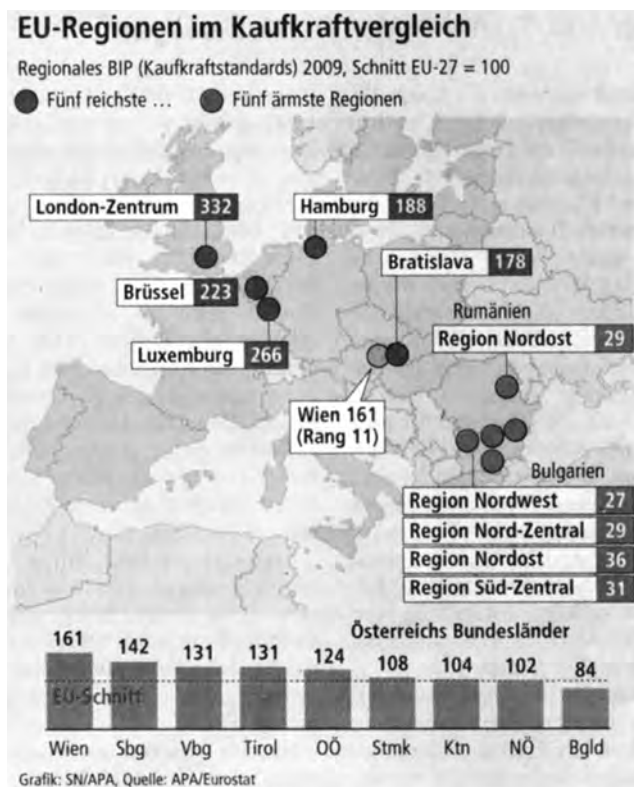 EU-Regionen im Kaufkraftvergleich
Regionales BIP (Kaufkraftstandards) 2009, Schnitt EU-27 = 100
Fünf reichste ... Fünf ärmste Regionen
London-Zentrum 332
Hamburg 188
Brüssel 223
Bratislava 178
Luxemburg 266
Rumänien
Region Nordost 29
Wien 161
(Rang 11)
Bulgarien
Region Nordwest 27
Region Nord-Zentral 29
Region Nordost 36
Region Süd-Zentral 31
Österreichs Bundesländer
161 142 131 131 124 108 104 102 84
EU-Schnitt
Wien Sbg Vbg Tirol OÖ Stmk Ktn NÖ Bgld
Grafik: SN/APA, Quelle: APA/Eurostat